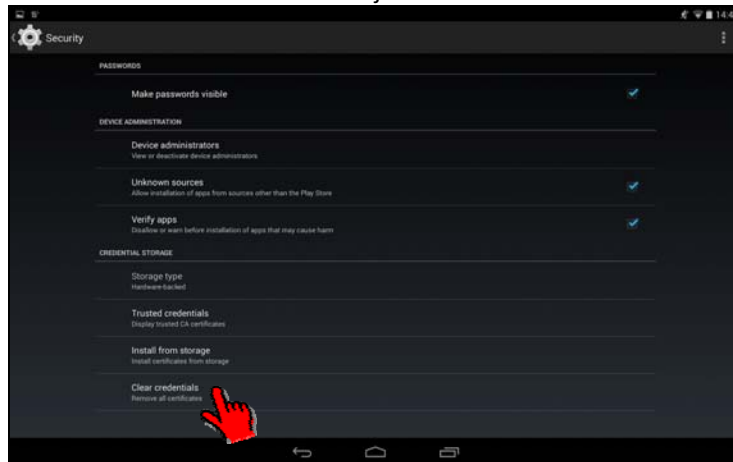 14:4
Security
PASSWORDS
Make passwords visible
DEVICE ADMINISTRATION
Device administrators
View or deactivate device administrators
Unknown sources
Allow installation of apps from sources other than the Play Store
Verify apps
Disallow or warn before installation of apps that may cause harm
CREDENTIAL STORAGE
Storage type
Hardware-backed
Trusted credentials
Display trusted CA certificates
Install from storage
Install certificates from storage
Clear credentials
Remove all certificates